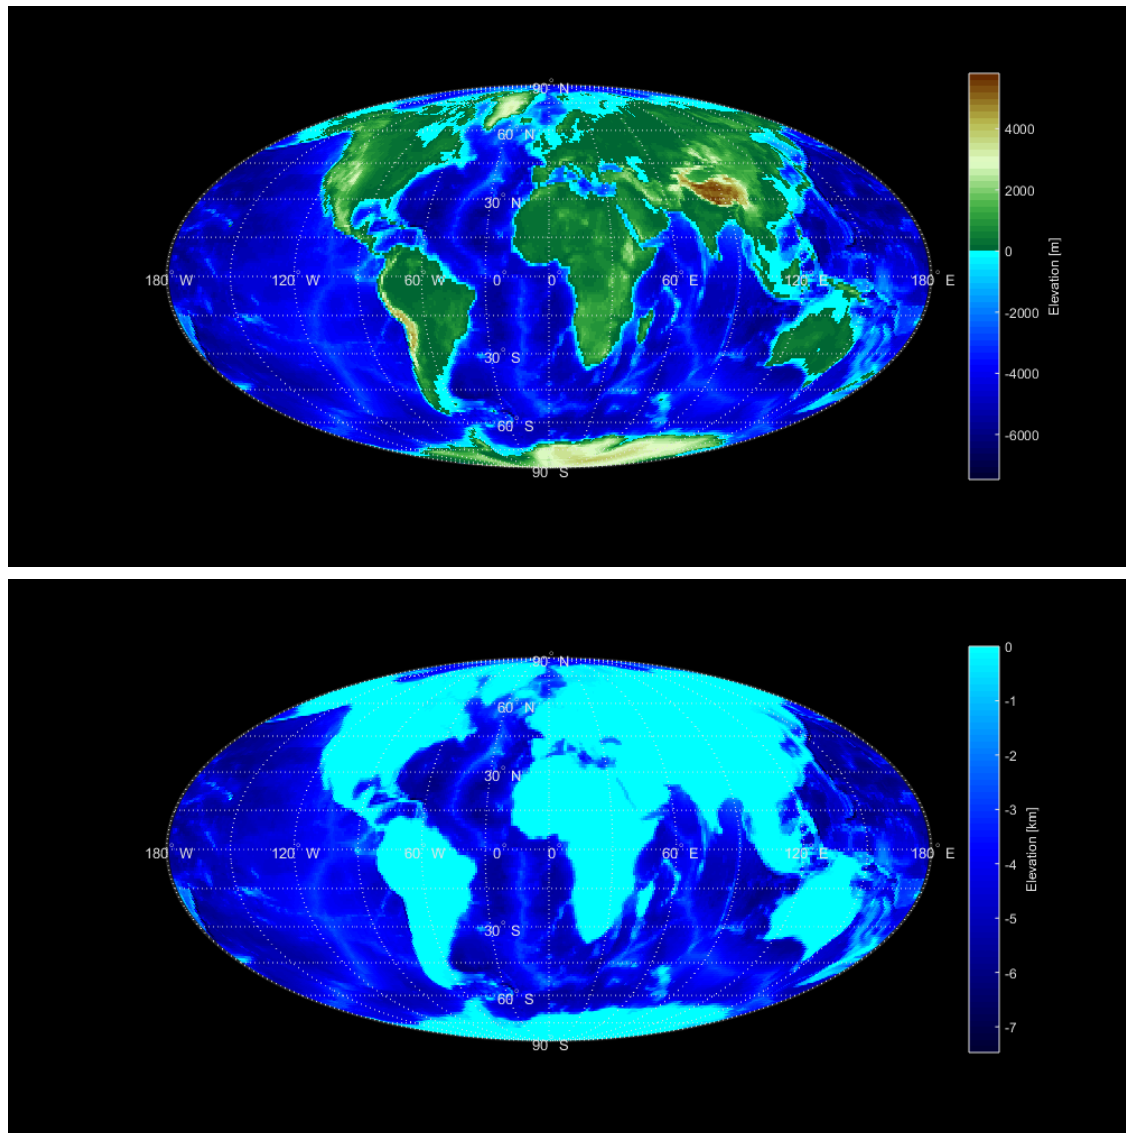 90° N
60° N
30° N
180° W 120° W 60° W 0° 0° 60° E 120° E 180° E
30° S
60° S
90° S
4000
2000
0
-2000
-4000
-6000
Elevation [m]
90° N
60° N
30° N
180° W 120° W 60° W 0° 0° 60° E 120° E 180° E
30° S
60° S
90° S
0
-1
-2
-3
-4
-5
-6
-7
Elevation [km]